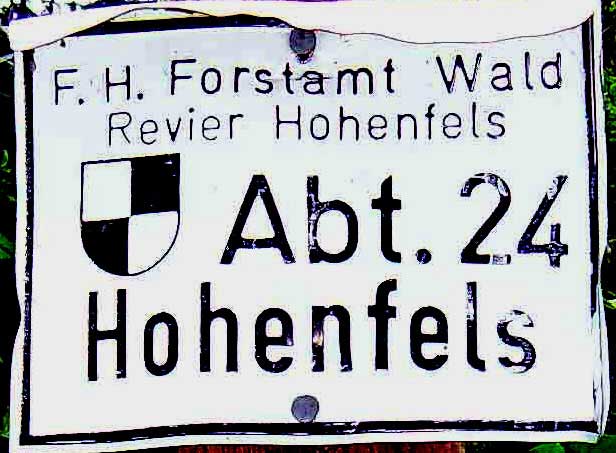 F. H. Forstamt Wald
Revier Hohenfels
Abt. 24
Hohenfels